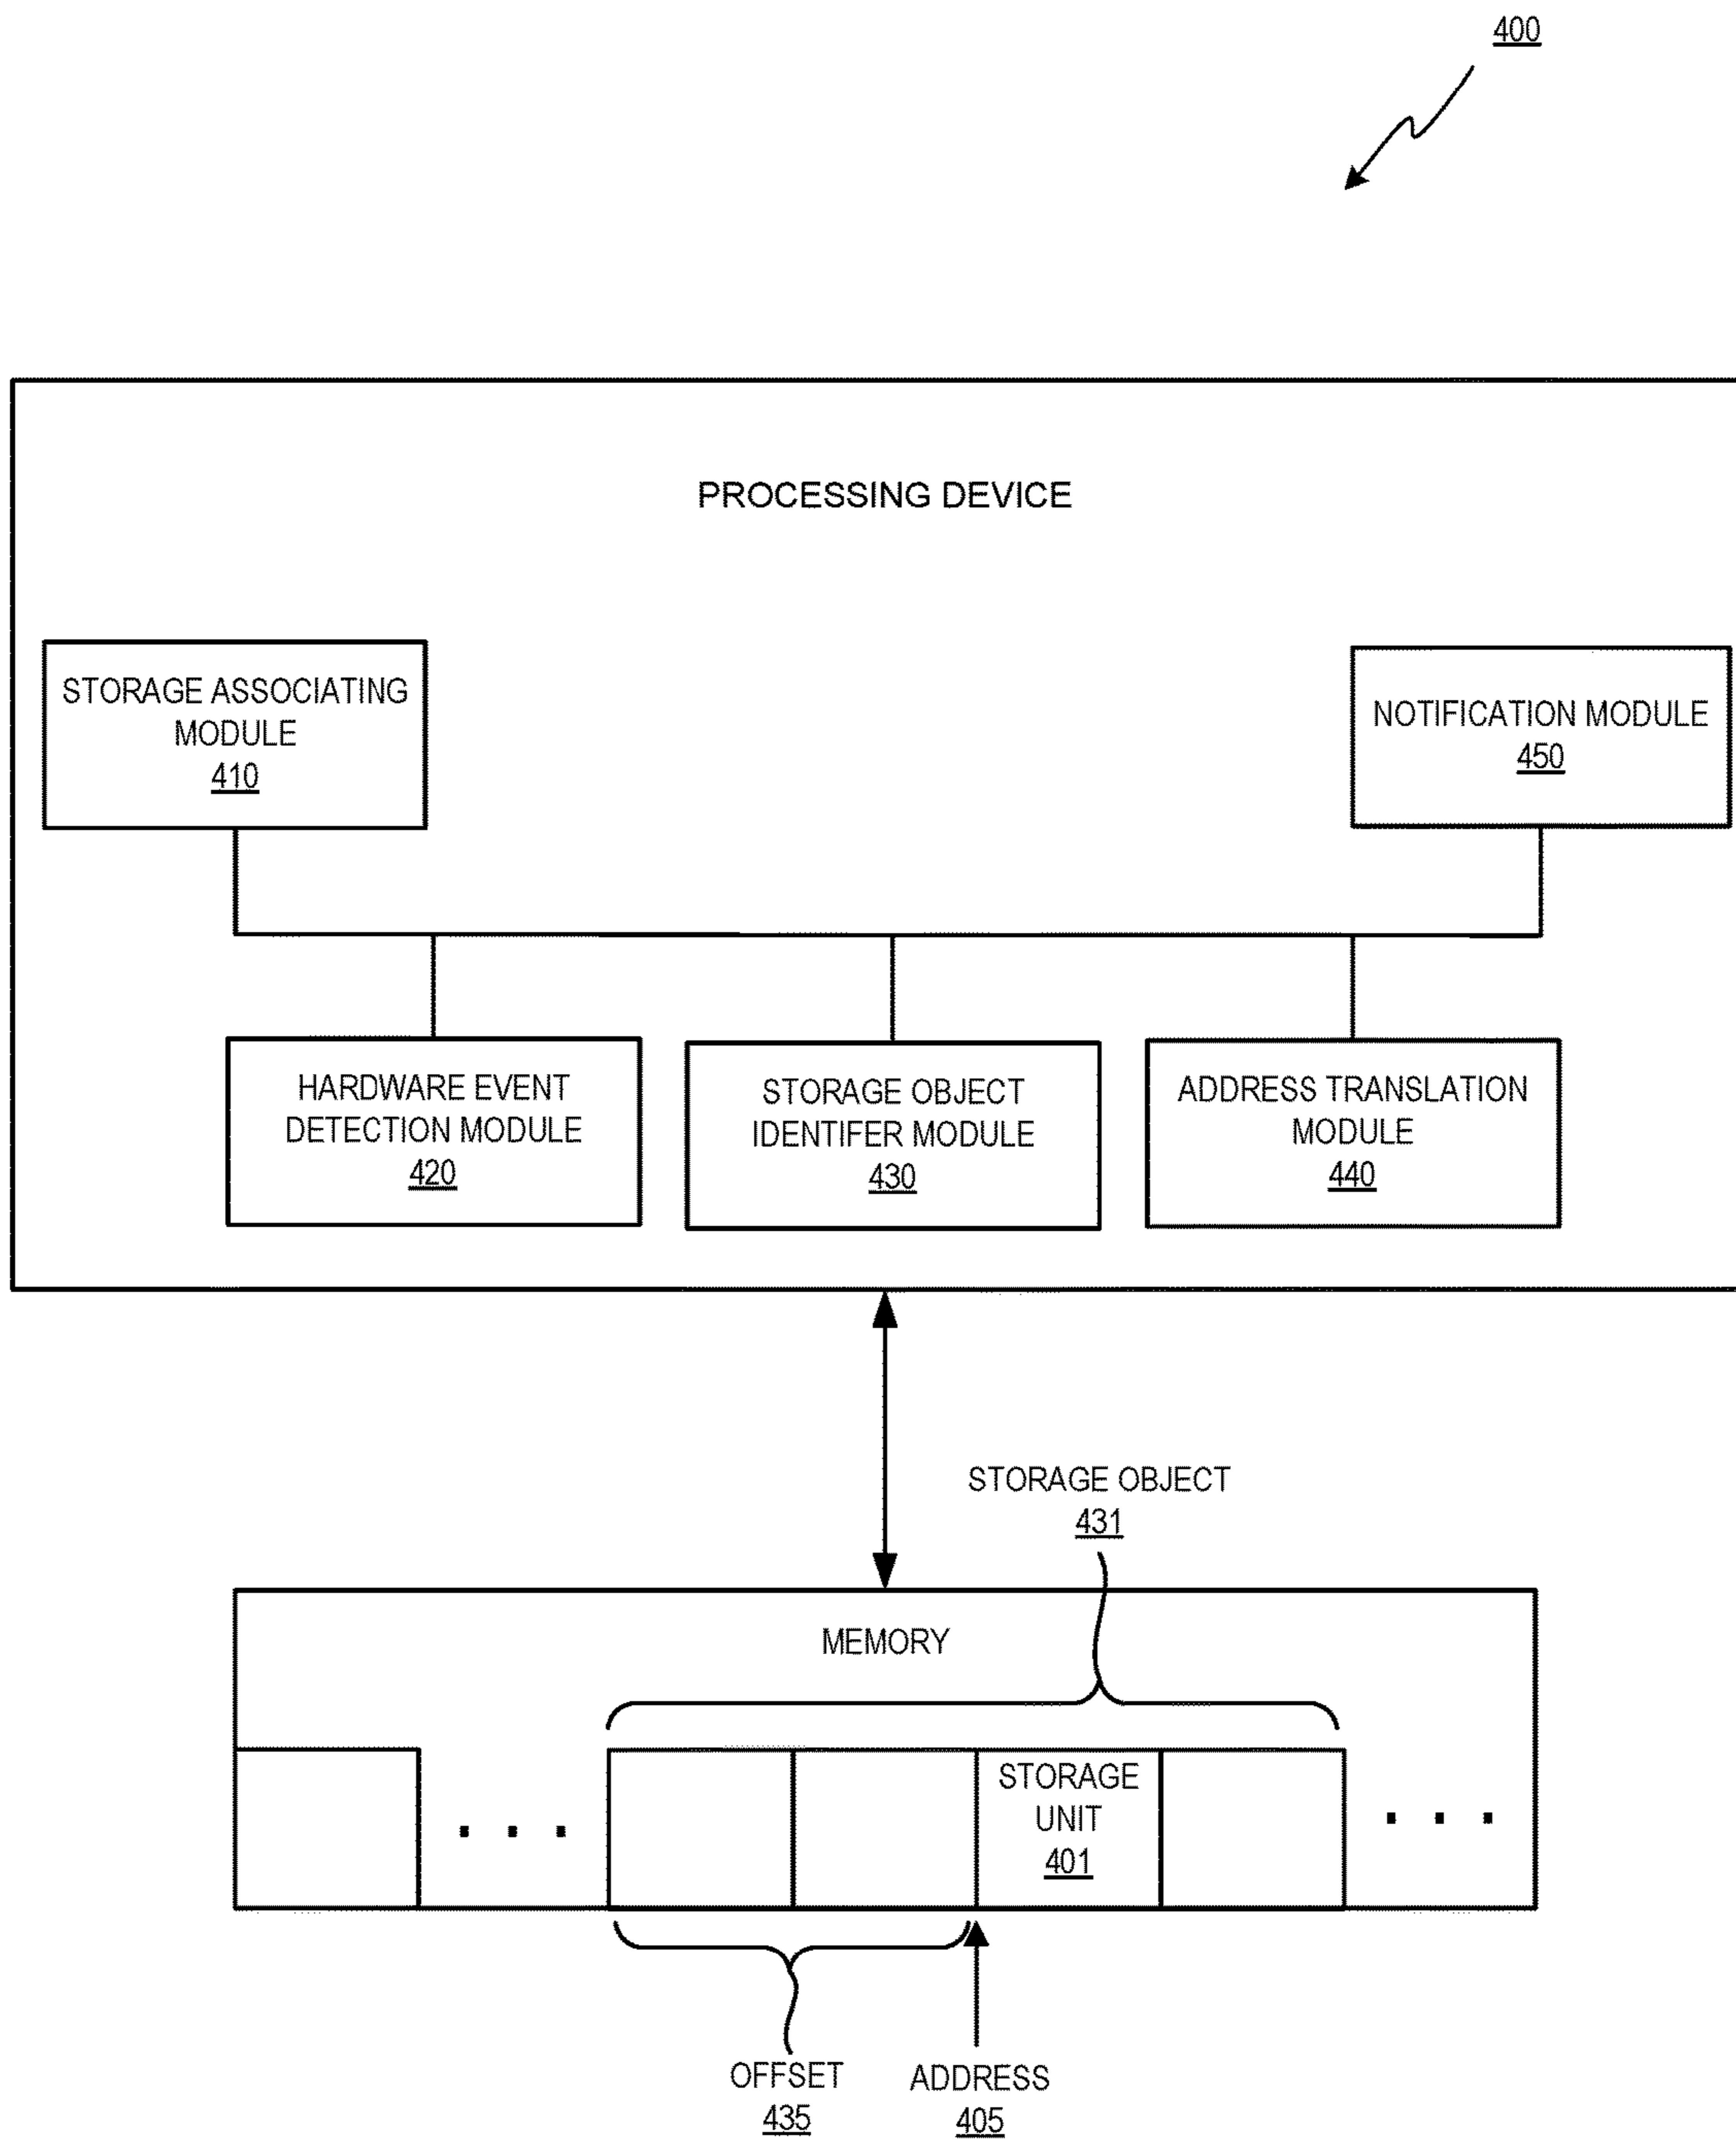 400
PROCESSING DEVICE
STORAGE ASSOCIATING
MODULE
410
NOTIFICATION MODULE
450
HARDWARE EVENT
DETECTION MODULE
420
STORAGE OBJECT
IDENTIFER MODULE
430
ADDRESS TRANSLATION
MODULE
440
STORAGE OBJECT
431
MEMORY
STORAGE
UNIT
401
OFFSET
435
ADDRESS
405